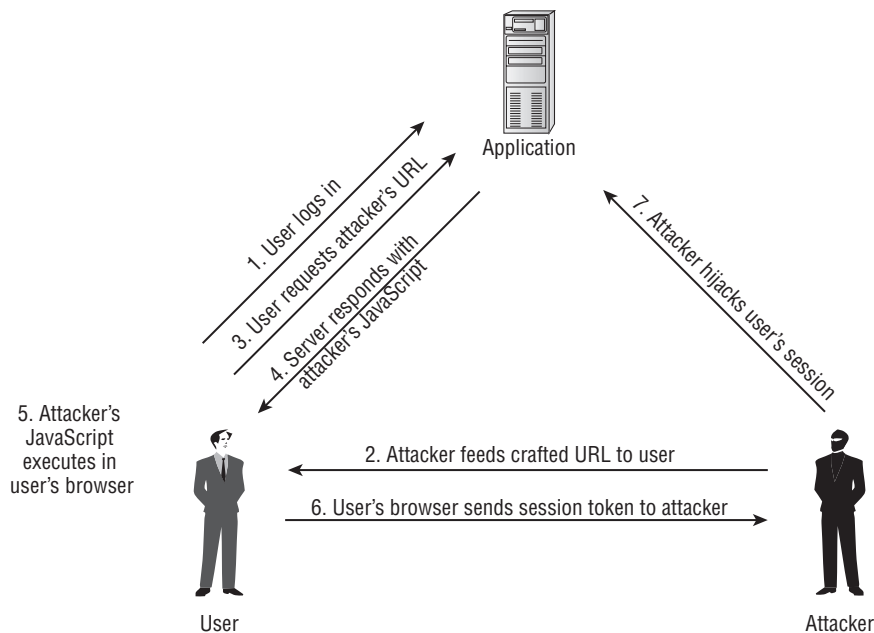 Application
1. User logs in
3. User requests attacker's URL
4. Server responds with
attacker's JavaScript
7. Attacker hijacks user's session
5. Attacker's
JavaScript
executes in
user's browser
2. Attacker feeds crafted URL to user
6. User's browser sends session token to attacker
User
Attacker